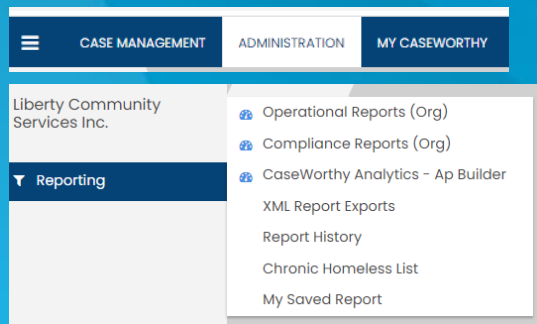 CASE MANAGEMENT
ADMINISTRATION
MY CASEWORTHY
Liberty Community
Services Inc.
Reporting
Operational Reports (Org)
Compliance Reports (Org)
CaseWorthy Analytics - Ap Builder
XML Report Exports
Report History
Chronic Homeless List
My Saved Report